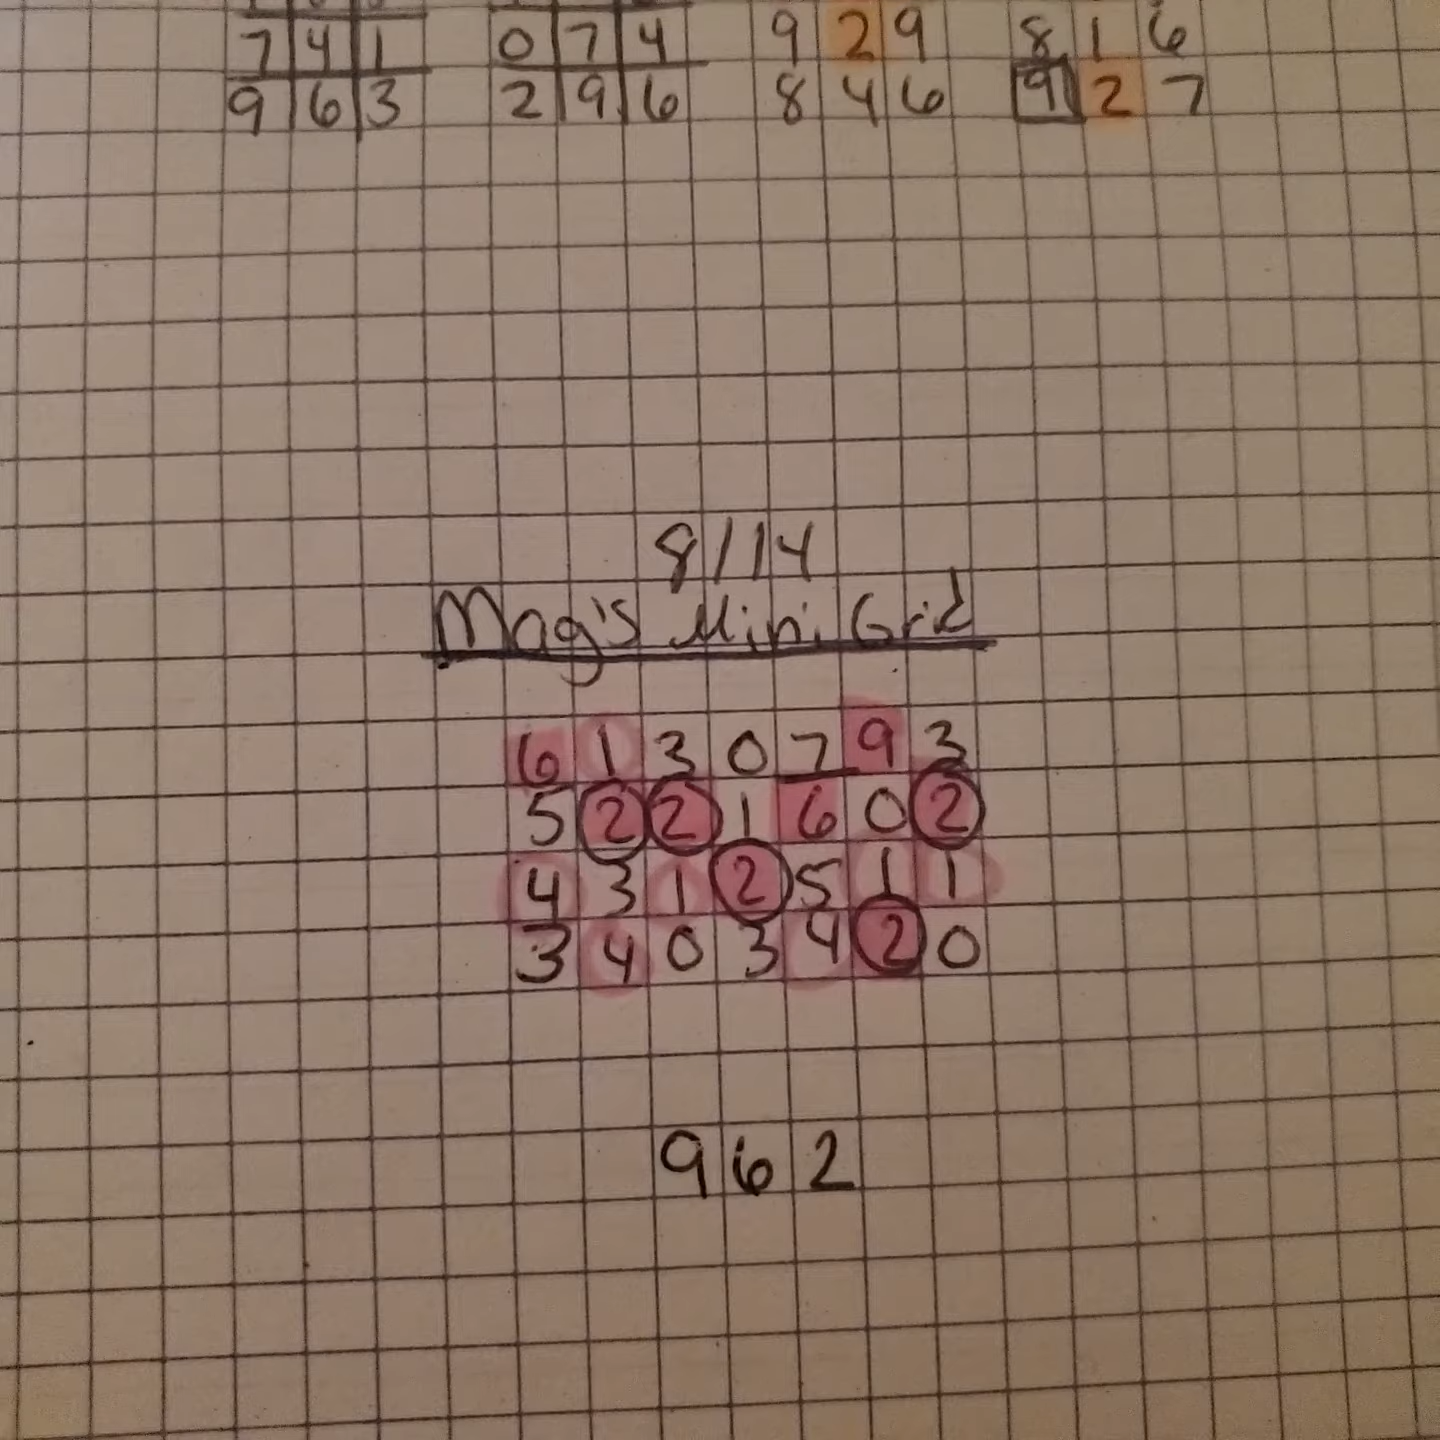 7 4 1 0 7 4 9 2 9 8 1 6
9 6 3 2 9 6 8 4 6 9 2 7
8/14
Mag's Mini Grid
6 1 3 0 7 9 3
5 2 2 1 6 0 2
4 3 1 2 5 1 1
3 4 0 3 4 2 0
9 6 2